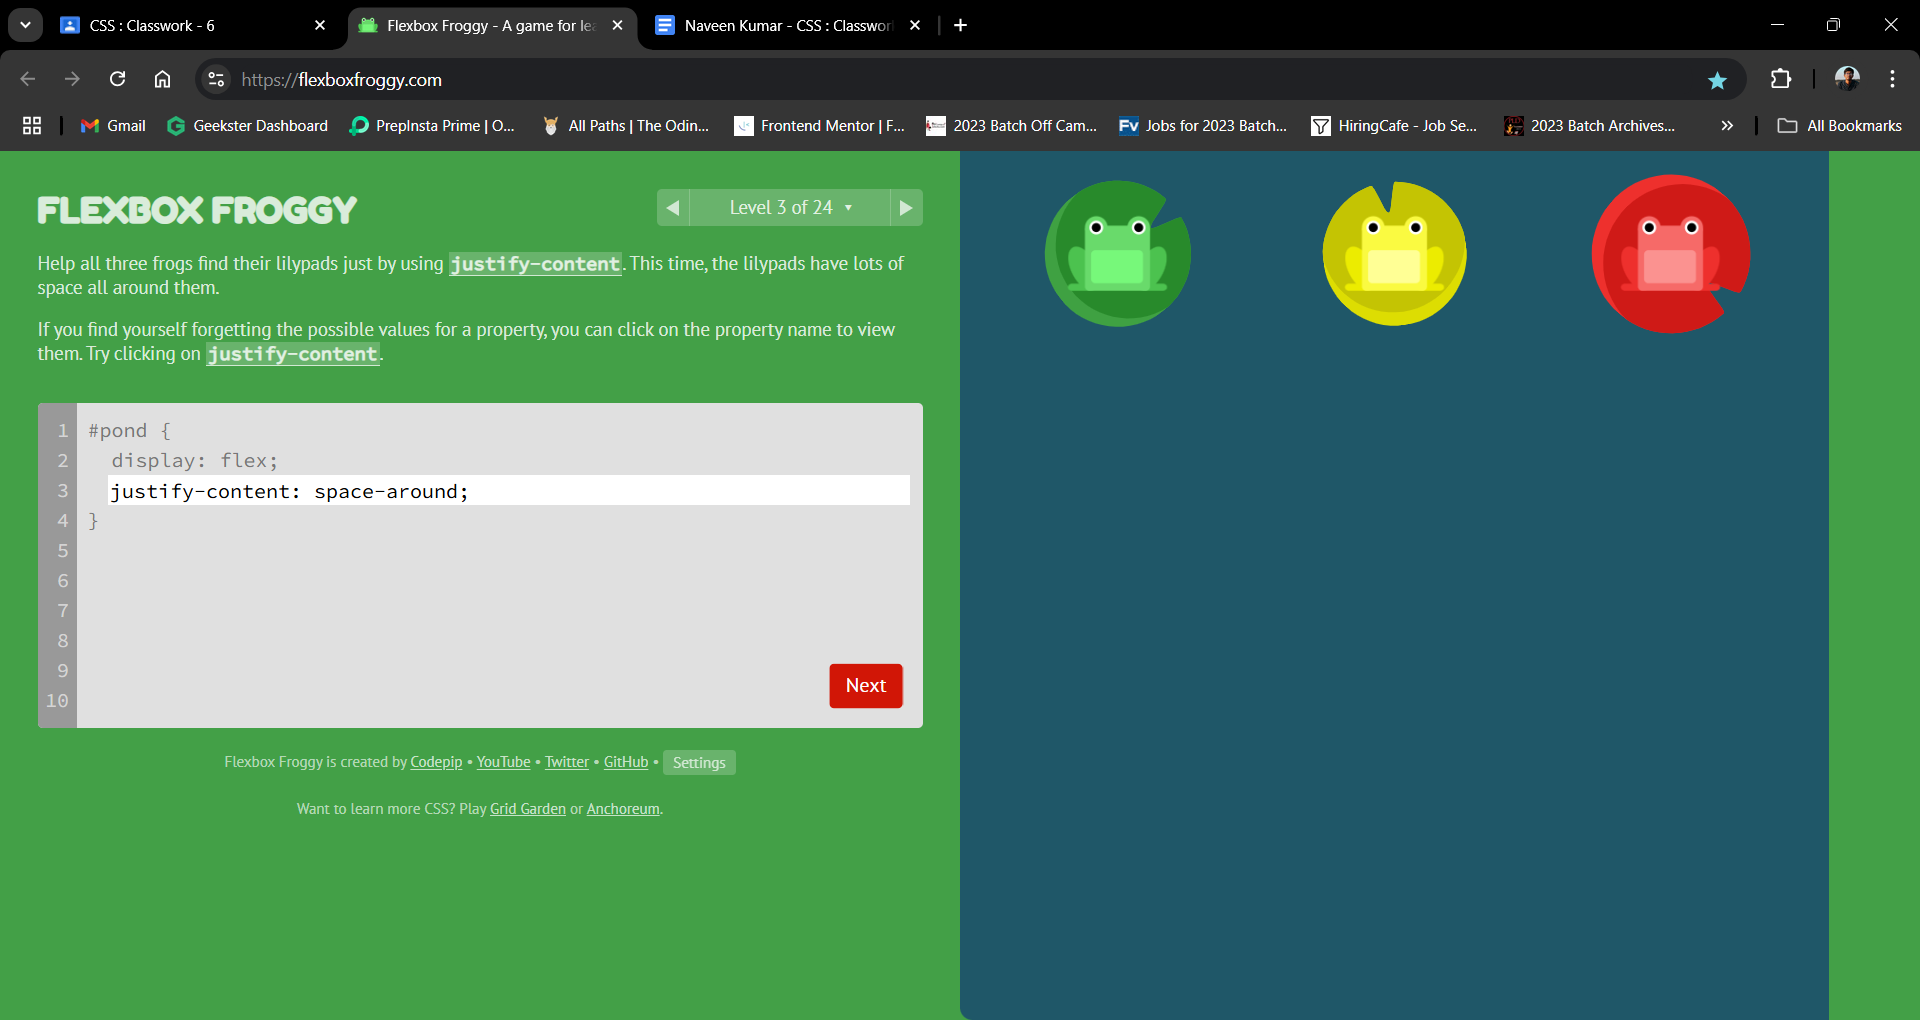 CSS : Classwork - 6
Flexbox Froggy - A game for le
Naveen Kumar - CSS : Classwor
https://flexboxfroggy.com
Gmail
Geekster Dashboard
PrepInsta Prime | O...
All Paths | The Odin...
Frontend Mentor | F...
2023 Batch Off Cam...
Fv Jobs for 2023 Batch...
HiringCafe - Job Se...
2023 Batch Archives...
All Bookmarks
FLEXBOX FROGGY
Level 3 of 24
Help all three frogs find their lilypads just by using justify-content. This time, the lilypads have lots of
space all around them.
If you find yourself forgetting the possible values for a property, you can click on the property name to view
them. Try clicking on justify-content.
1 #pond {
2 display: flex;
3 justify-content: space-around;
4 }
5
6
7
8
9
10
Next
Flexbox Froggy is created by Codepip • YouTube • Twitter • GitHub • Settings
Want to learn more CSS? Play Grid Garden or Anchoreum.